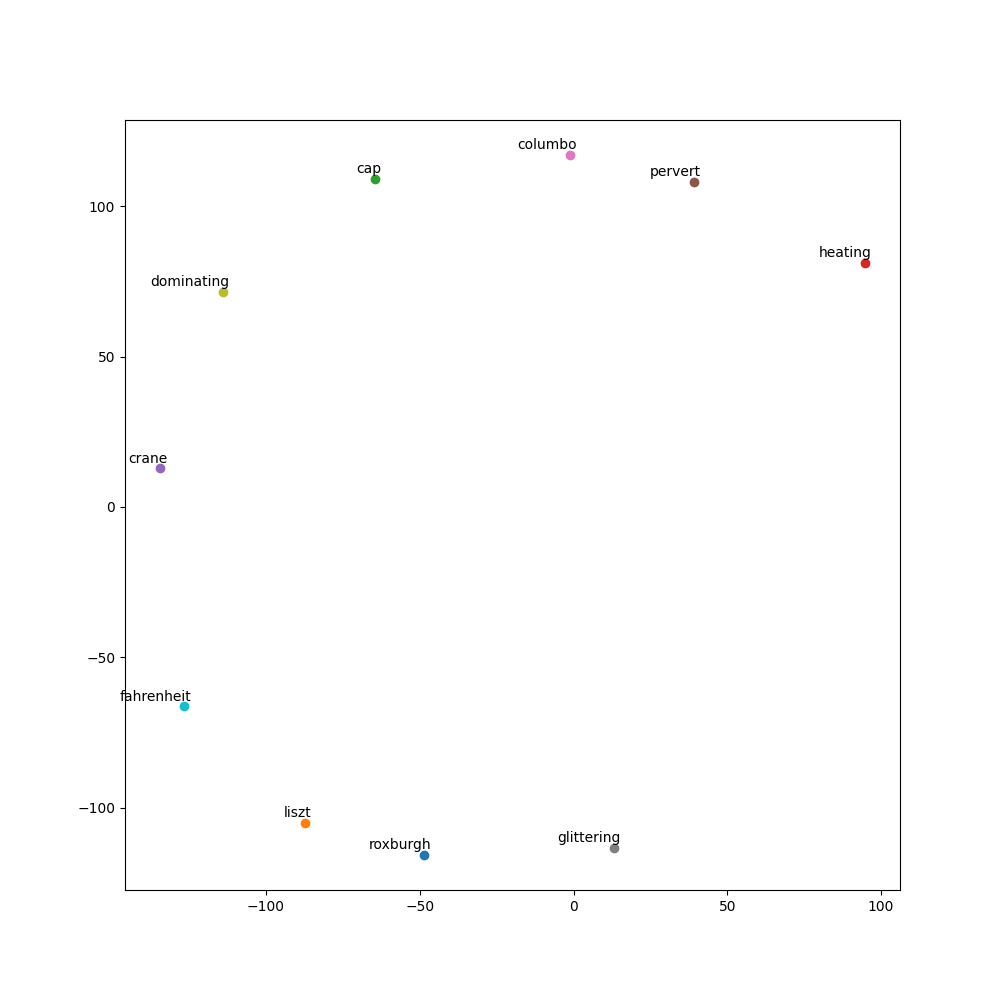 columbo
cap
pervert
heating
dominating
crane
fahrenheit
liszt
roxburgh
glittering
100
50
0
−50
−100
−100
−50
0
50
100